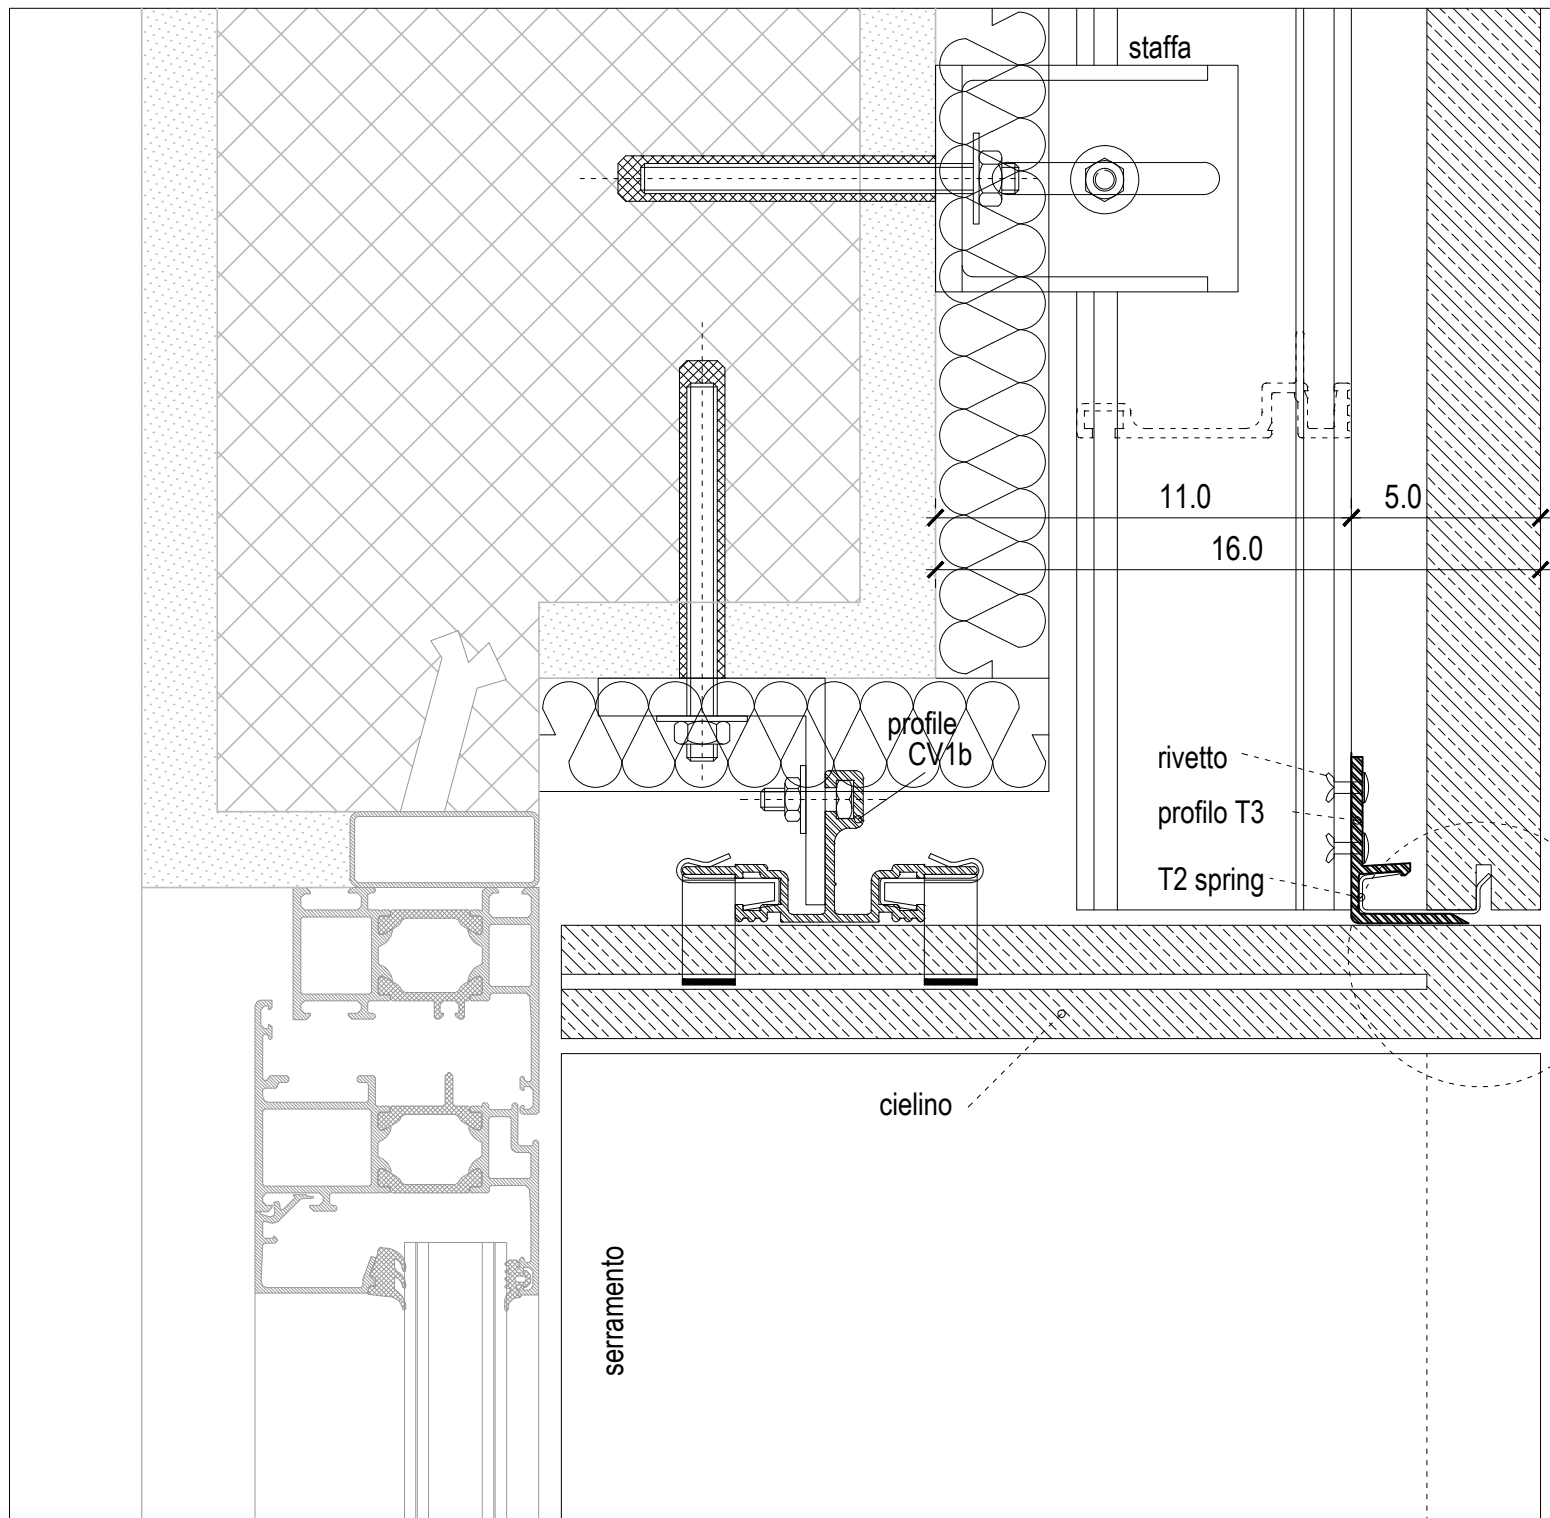 staffa
11.0
5.0
16.0
profile
CV1b
rivetto
profilo T3
T2 spring
cielino
serramento